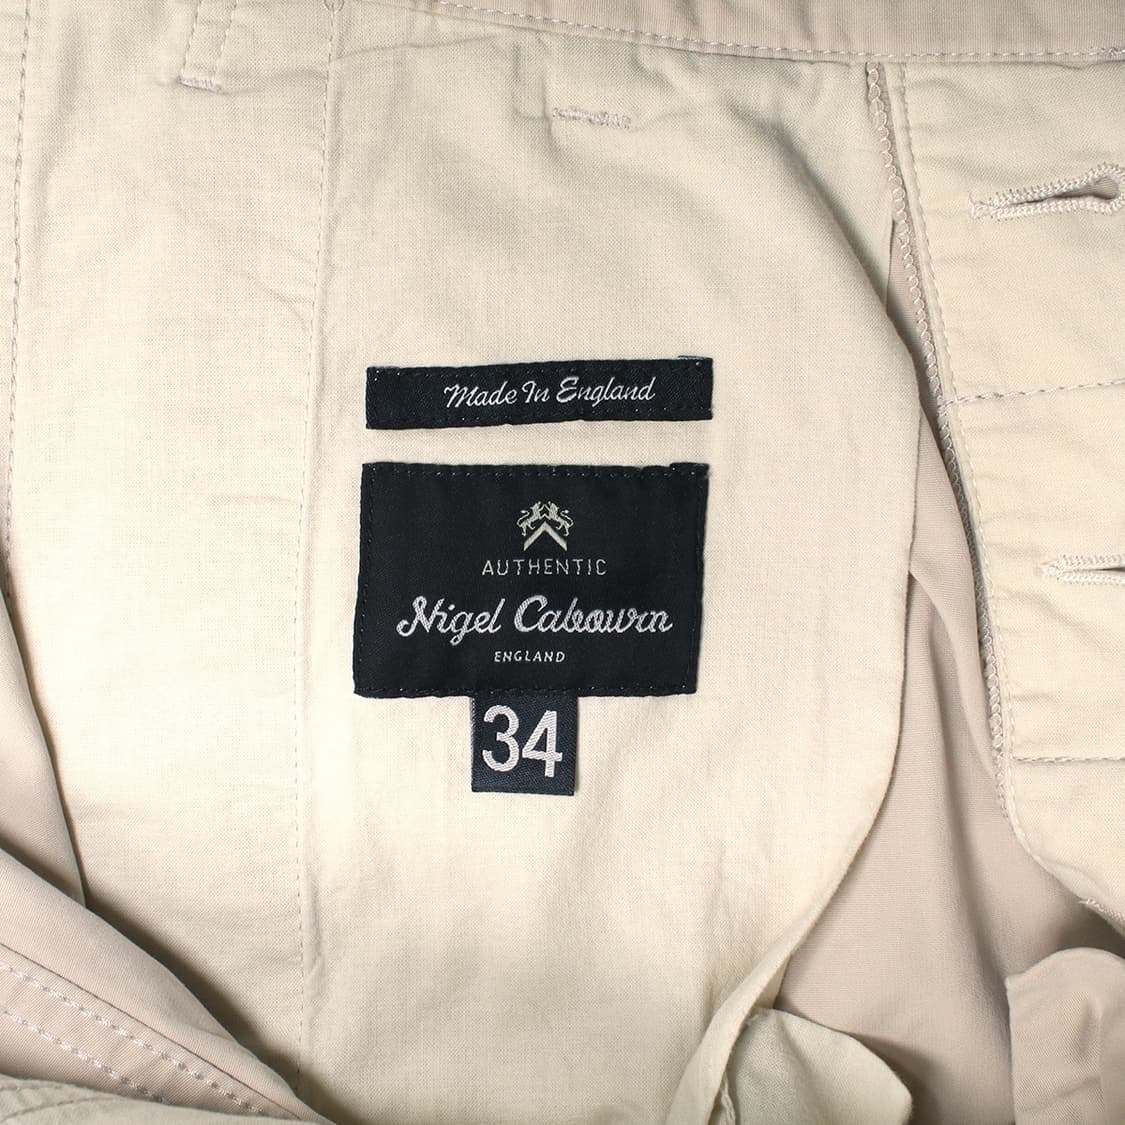 Made In England
AUTHENTIC
Nigel Cabourn
ENGLAND
34